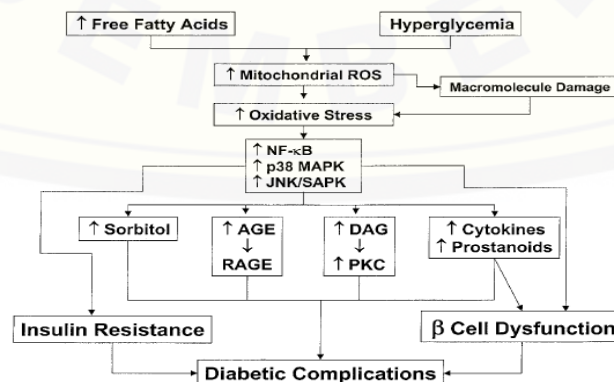 ↑ Free Fatty Acids
Hyperglycemia
↑ Mitochondrial ROS
Macromolecule Damage
↑ Oxidative Stress
↑ NF-κB
↑ p38 MAPK
↑ JNK/SAPK
↑ Sorbitol
↑ AGE
↓
RAGE
↑ DAG
↓
↑ PKC
↑ Cytokines
↑ Prostanoids
Insulin Resistance
β Cell Dysfunction
Diabetic Complications